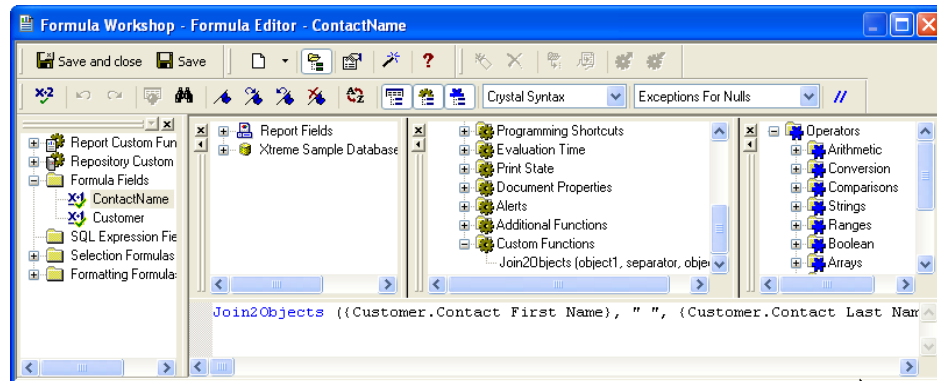 Formula Workshop - Formula Editor - ContactName
Save and close Save
Crystal Syntax Exceptions For Nulls
Report Custom Fun
Repository Custom
Formula Fields
ContactName
Customer
SQL Expression Fie
Selection Formulas
Formatting Formula
Report Fields
Xtreme Sample Database
Programming Shortcuts
Evaluation Time
Print State
Document Properties
Alerts
Additional Functions
Custom Functions
Join2Objects (object1, separator, obje
Operators
Arithmetic
Conversion
Comparisons
Strings
Ranges
Boolean
Arrays
Join2Objects ({Customer.Contact First Name}, " ", {Customer.Contact Last Nam